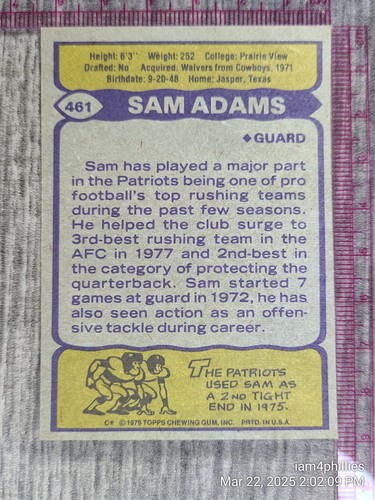 Height: 6'3" Weight: 252 College: Prairie View
Drafted: No Acquired: Waivers from Cowboys, 1971
Birthdate: 9-20-48 Home: Jasper, Texas
461 SAM ADAMS
◆GUARD
Sam has played a major part
in the Patriots being one of pro
football's top rushing teams
during the past few seasons.
He helped the club surge to
3rd-best rushing team in the
AFC in 1977 and 2nd-best in
the category of protecting the
quarterback. Sam started 7
games at guard in 1972, he has
also seen action as an offen-
sive tackle during career.
THE PATRIOTS
USED SAM AS
A 2ND TIGHT
END IN 1975.
C* © 1979 TOPPS CHEWING GUM, INC. PRTD. IN U.S.A.
iam4phillies
Mar 22, 2025 2:02:09 PM